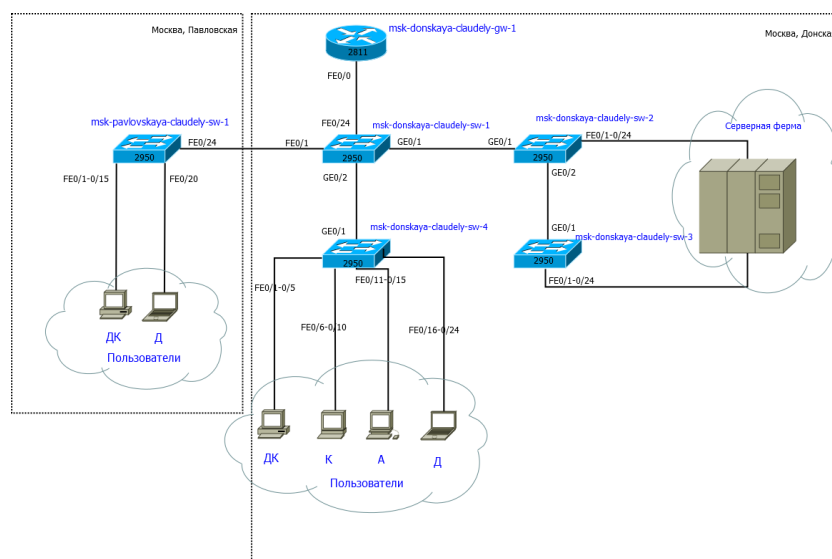 Москва, Павловская
Москва, Донска
msk-donskaya-claudely-gw-1
2811
FE0/0
msk-pavlovskaya-claudely-sw-1
FE0/24
msk-donskaya-claudely-sw-1
msk-donskaya-claudely-sw-2
Серверная ферма
2950
FE0/24
FE0/1
2950
GE0/1
GE0/1
2950
FE0/1-0/24
FE0/1-0/15
FE0/20
GE0/2
GE0/2
GE0/1
msk-donskaya-claudely-sw-4
2950
GE0/1
msk-donskaya-claudely-sw-3
2950
FE0/1-0/24
FE0/1-0/5
FE0/11-0/15
FE0/6-0/10
FE0/16-0/24
ДК
Д
Пользователи
ДК
К
А
Д
Пользователи